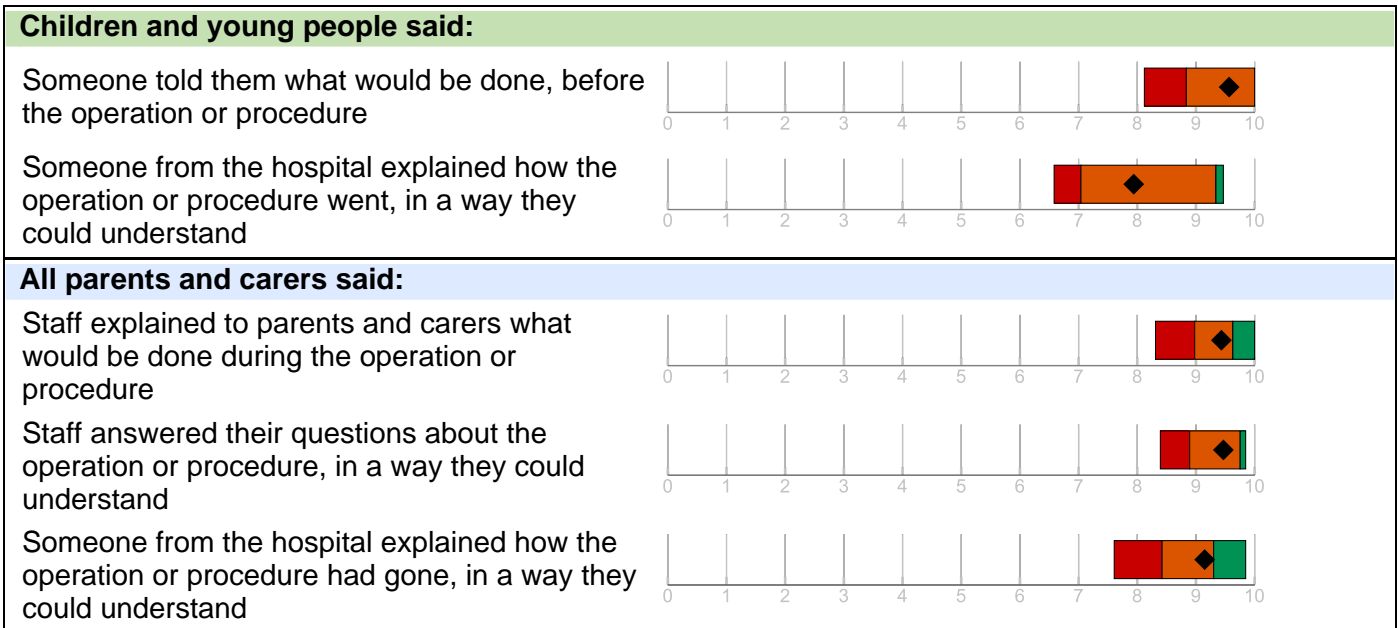 Children and young people said:
Someone told them what would be done, before
the operation or procedure
0 1 2 3 4 5 6 7 8 9 10
Someone from the hospital explained how the
operation or procedure went, in a way they
could understand
0 1 2 3 4 5 6 7 8 9 10
All parents and carers said:
Staff explained to parents and carers what
would be done during the operation or
procedure
0 1 2 3 4 5 6 7 8 9 10
Staff answered their questions about the
operation or procedure, in a way they could
understand
0 1 2 3 4 5 6 7 8 9 10
Someone from the hospital explained how the
operation or procedure had gone, in a way they
could understand
0 1 2 3 4 5 6 7 8 9 10